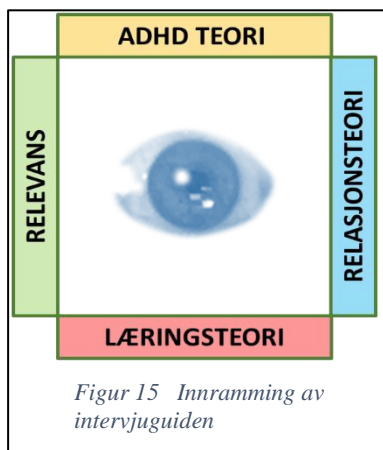 ADHD TEORI
RELEVANS
RELASJONSTEORI
LÆRINGSTEORI
Figur 15 Innramming av
intervjuguiden